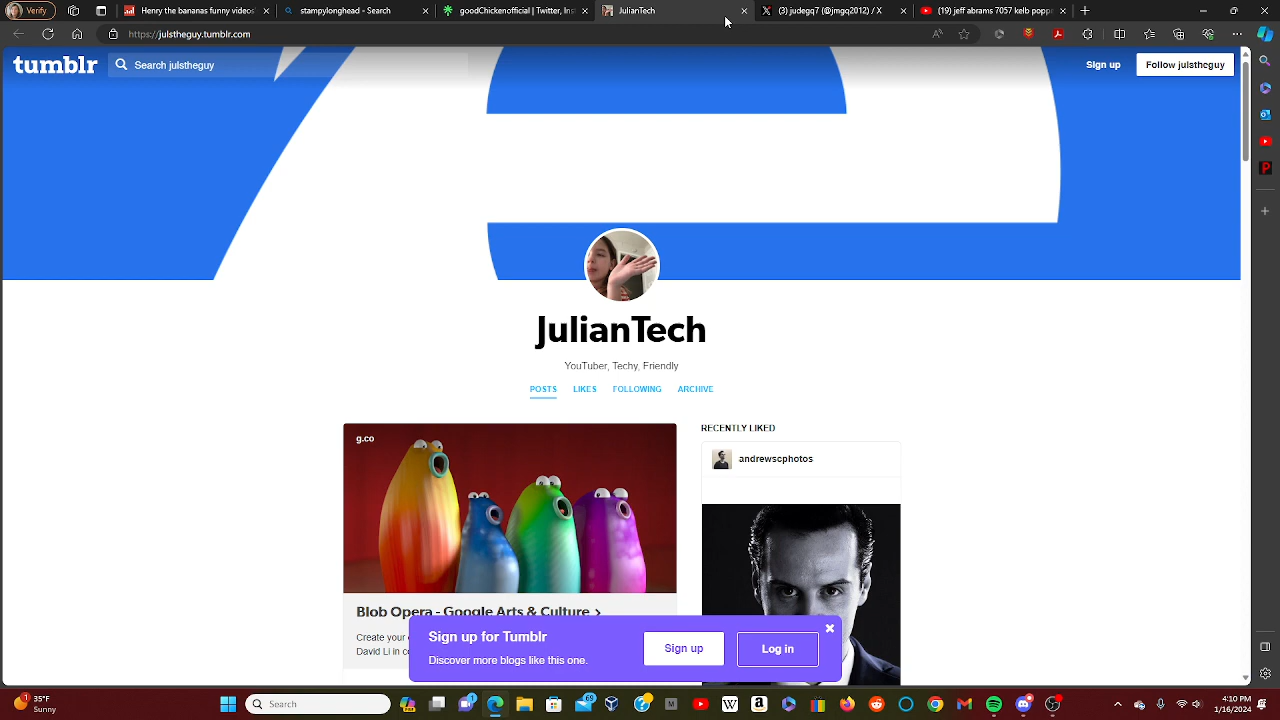 Verify
Henry the bananas funny videos
stampylonghead - Search
goodChickenofficial | Twitter, Inst
JulianTech
(3) judegq7 (@jmgq2012) / X
(19) jeff abrams 7057 kelb poppe
https://julstheguy.tumblr.com
tumblr
Search julstheguy
Sign up
Follow julstheguy
JulianTech
YouTuber, Techy, Friendly
POSTS LIKES FOLLOWING ARCHIVE
g.co
RECENTLY LIKED
andrewscphotos
Blob Opera - Google Arts & Culture >
Create your
David Li in co
Sign up for Tumblr
Discover more blogs like this one.
Sign up
Log in
35°F
Sunny
Search
4:10 PM
1/16/2024